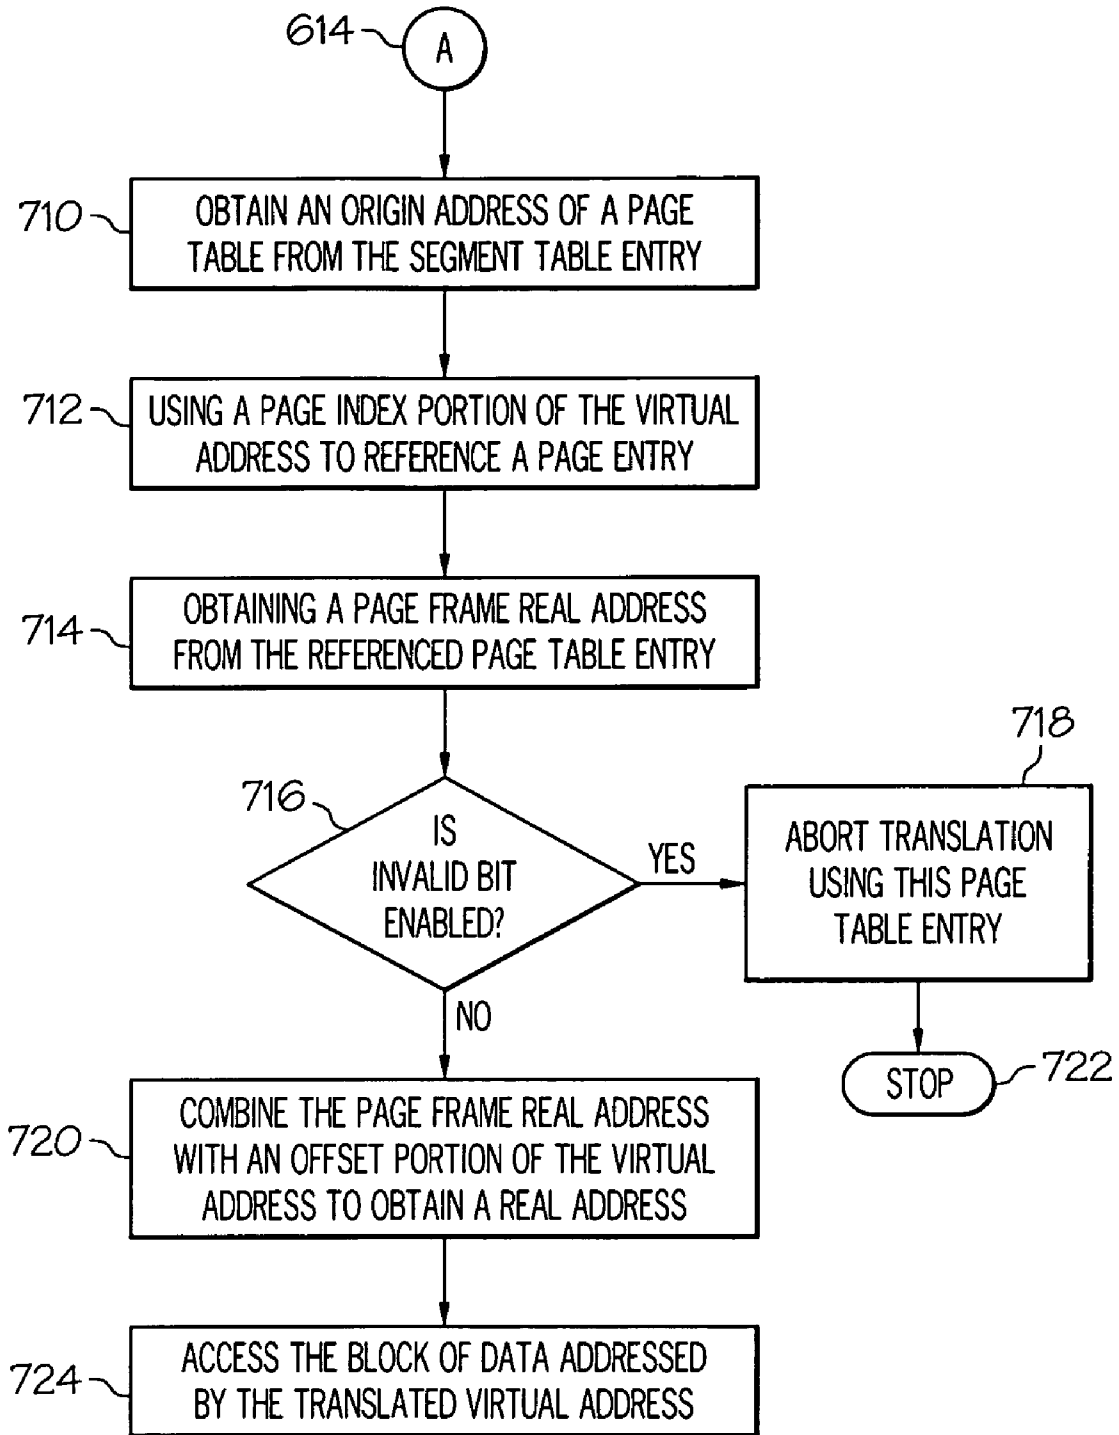 614
A
710
OBTAIN AN ORIGIN ADDRESS OF A PAGE
TABLE FROM THE SEGMENT TABLE ENTRY
712
USING A PAGE INDEX PORTION OF THE VIRTUAL
ADDRESS TO REFERENCE A PAGE ENTRY
714
OBTAINING A PAGE FRAME REAL ADDRESS
FROM THE REFERENCED PAGE TABLE ENTRY
716
IS
INVALID BIT
ENABLED?
YES
718
ABORT TRANSLATION
USING THIS PAGE
TABLE ENTRY
NO
STOP
722
720
COMBINE THE PAGE FRAME REAL ADDRESS
WITH AN OFFSET PORTION OF THE VIRTUAL
ADDRESS TO OBTAIN A REAL ADDRESS
724
ACCESS THE BLOCK OF DATA ADDRESSED
BY THE TRANSLATED VIRTUAL ADDRESS